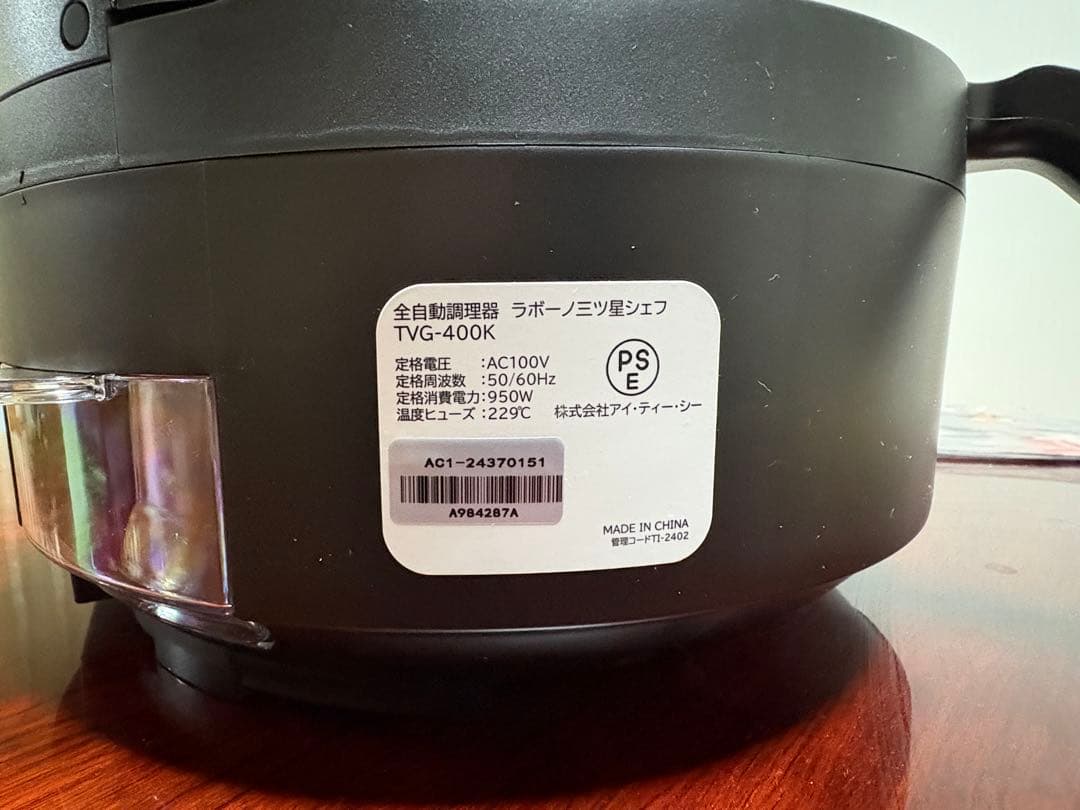 全自動調理器 ラボーノ三ツ星シェフ
TVG-400K
定格電圧 :AC100V
定格周波数 :50/60Hz
定格消費電力:950W
温度ヒューズ :229℃
PS
E
株式会社アイ・ティー・シー
AC1-24370151
A984287A
MADE IN CHINA
管理コードTI-2402